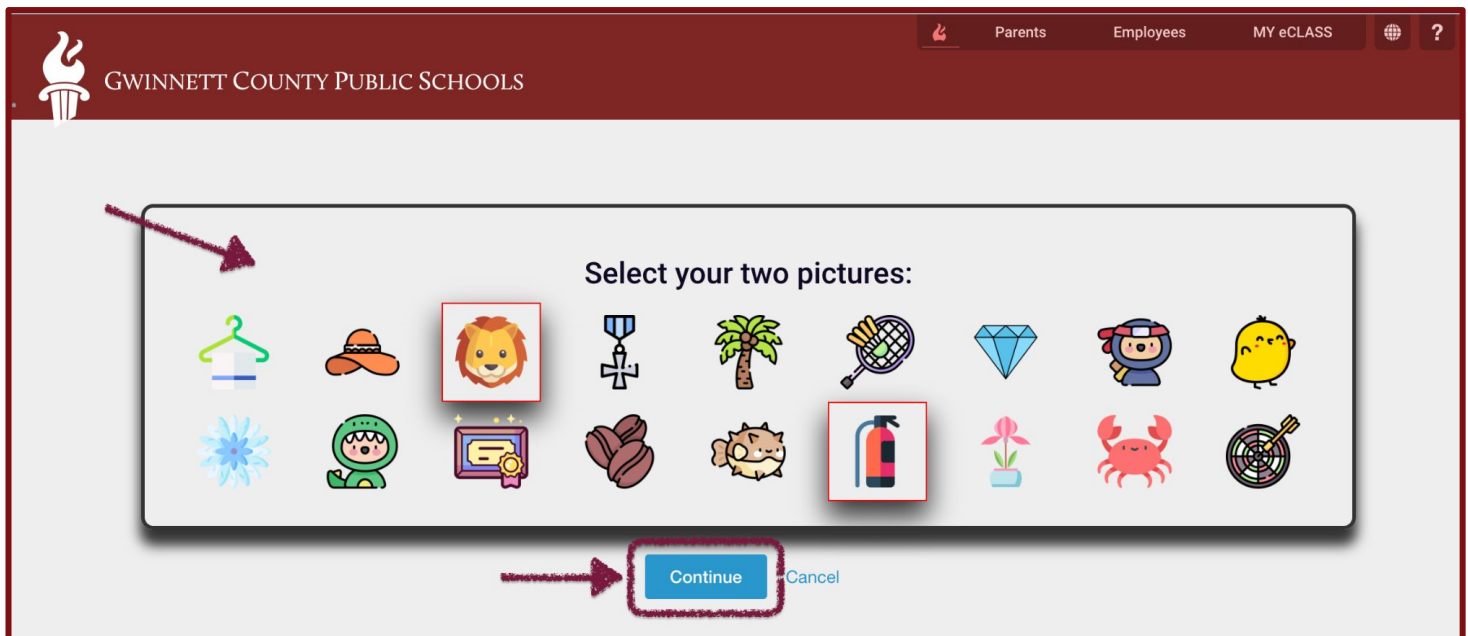 Parents Employees MY eCLASS ?
GWINNETT COUNTY PUBLIC SCHOOLS
Select your two pictures:
Continue Cancel